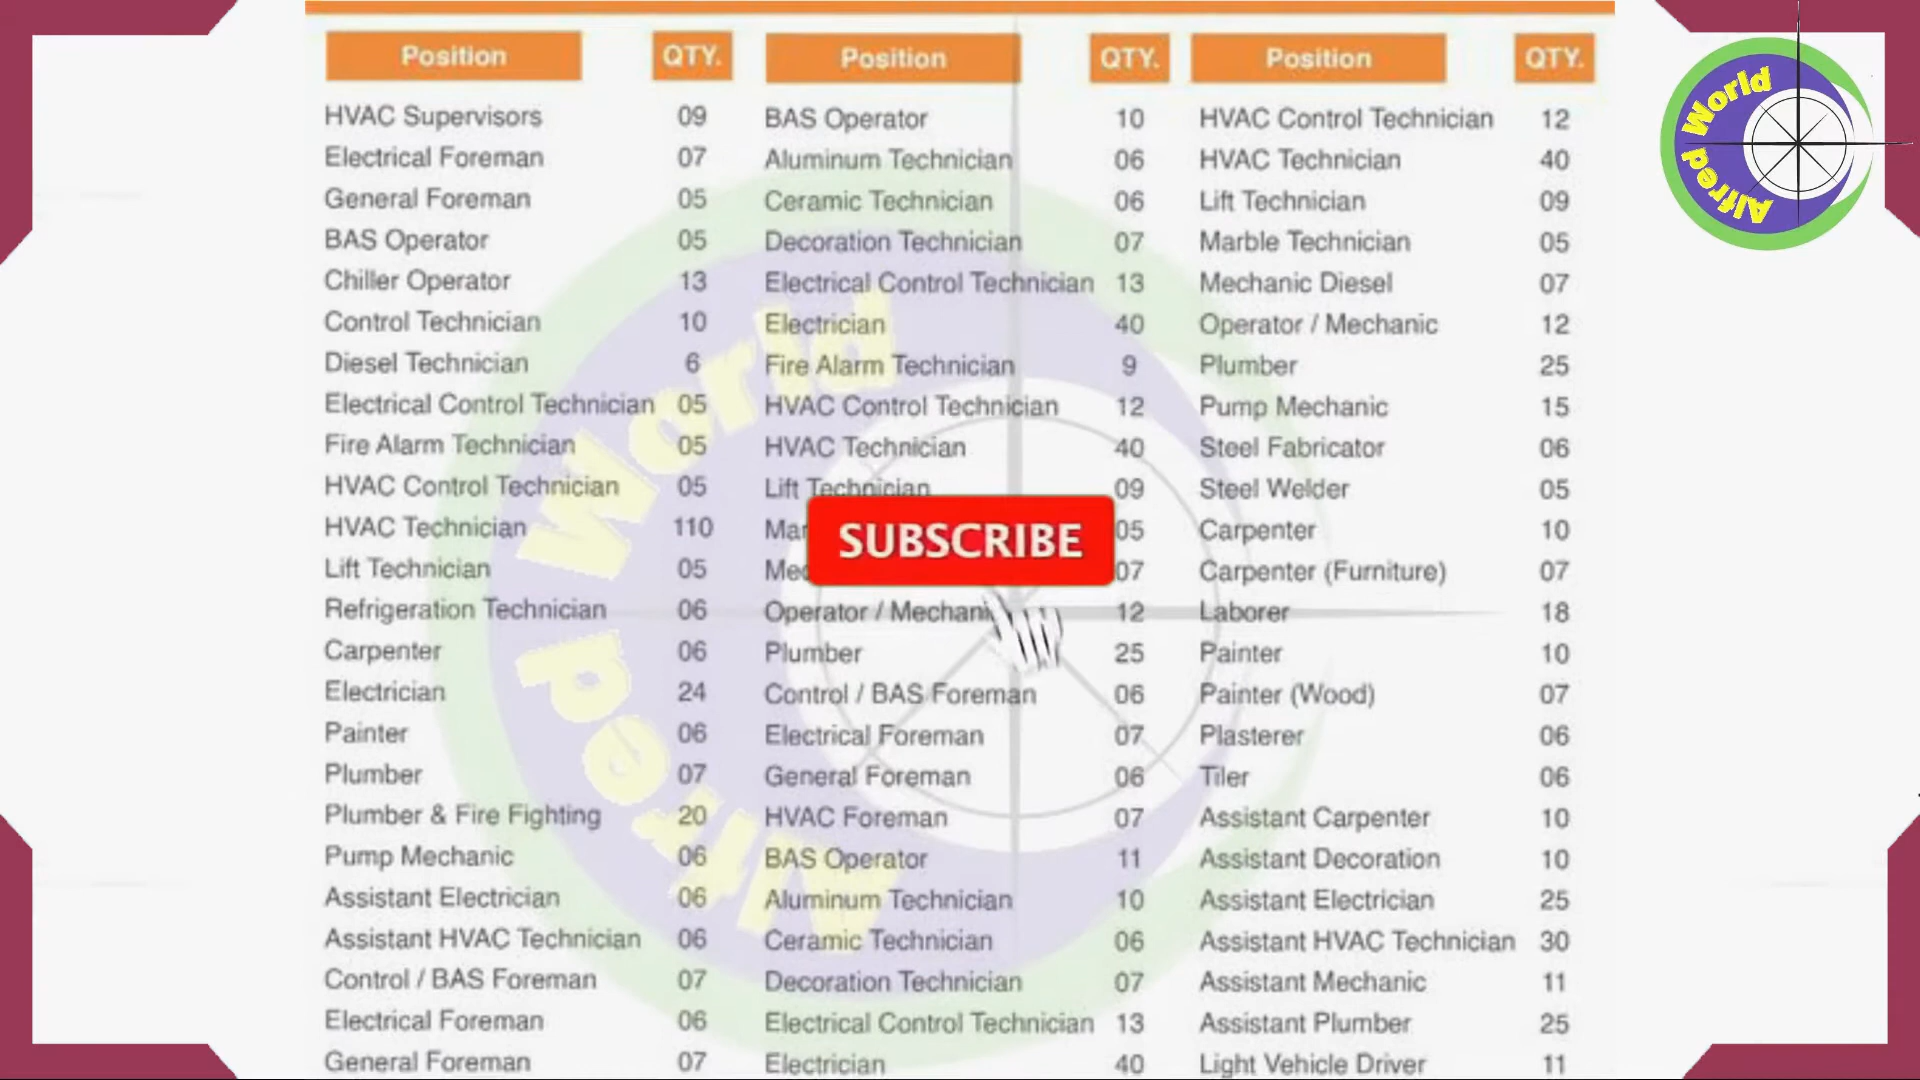 Position QTY. Position QTY. Position QTY.
HVAC Supervisors 09 BAS Operator 10 HVAC Control Technician 12
Electrical Foreman 07 Aluminum Technician 06 HVAC Technician 40
General Foreman 05 Ceramic Technician 06 Lift Technician 09
BAS Operator 05 Decoration Technician 07 Marble Technician 05
Chiller Operator 13 Electrical Control Technician 13 Mechanic Diesel 07
Control Technician 10 Electrician 40 Operator / Mechanic 12
Diesel Technician 6 Fire Alarm Technician 9 Plumber 25
Electrical Control Technician 05 HVAC Control Technician 12 Pump Mechanic 15
Fire Alarm Technician 05 HVAC Technician 40 Steel Fabricator 06
HVAC Control Technician 05 Lift Technician 09 Steel Welder 05
HVAC Technician 110 05 Carpenter 10
Lift Technician 05 07 Carpenter (Furniture) 07
Refrigeration Technician 06 Operator / 12 Laborer 18
Carpenter 06 Plumber 25 Painter 10
Electrician 24 Control / BAS Foreman 06 Painter (Wood) 07
Painter 06 Electrical Foreman 07 Plasterer 06
Plumber 07 General Foreman 06 Tiler 06
Plumber & Fire Fighting 20 HVAC Foreman 07 Assistant Carpenter 10
Pump Mechanic 06 BAS Operator 11 Assistant Decoration 10
Assistant Electrician 06 Aluminum Technician 10 Assistant Electrician 25
Assistant HVAC Technician 06 Ceramic Technician 06 Assistant HVAC Technician 30
Control / BAS Foreman 07 Decoration Technician 07 Assistant Mechanic 11
Electrical Foreman 06 Electrical Control Technician 13 Assistant Plumber 25
General Foreman 07 Electrician 40 Light Vehicle Driver 11
SUBSCRIBE
Alfred World
Alfred World